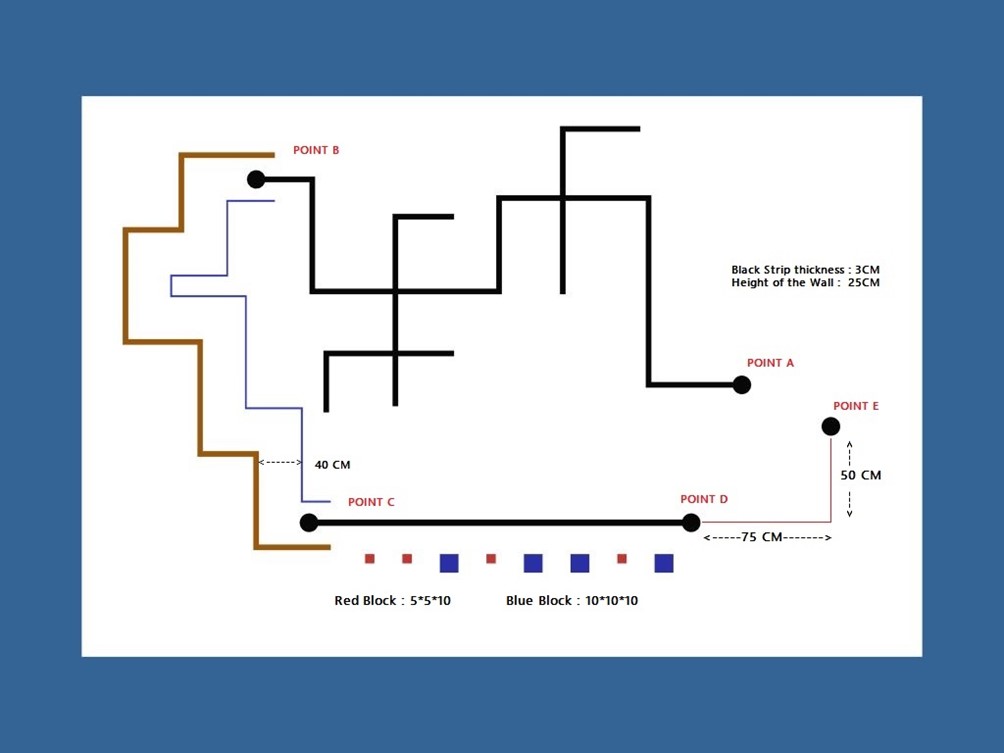 POINT B
Black Strip thickness : 3CM
Height of the Wall : 25CM
POINT A
POINT E
40 CM
50 CM
POINT C
POINT D
75 CM
Red Block : 5*5*10
Blue Block : 10*10*10